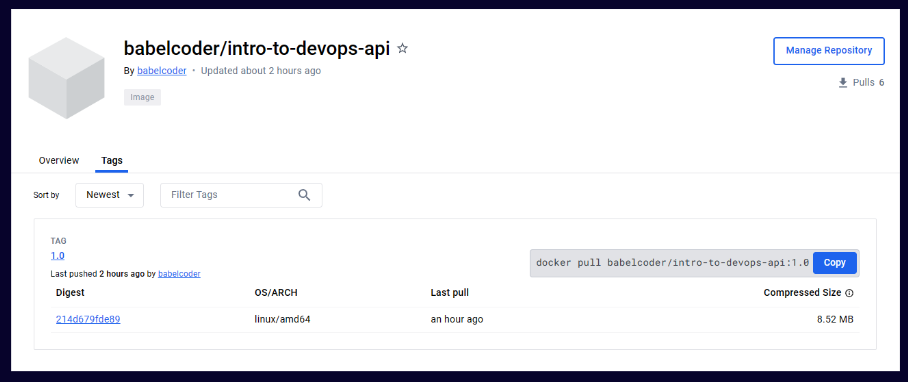 babelcoder/intro-to-devops-api
Manage Repository
By babelcoder • Updated about 2 hours ago
Pulls 6
Image
Overview Tags
Sort by Newest Filter Tags
TAG
1.0
docker pull babelcoder/intro-to-devops-api:1.0 Copy
Last pushed 2 hours ago by babelcoder
Digest OS/ARCH Last pull Compressed Size
214d679fde89 linux/amd64 an hour ago 8.52 MB